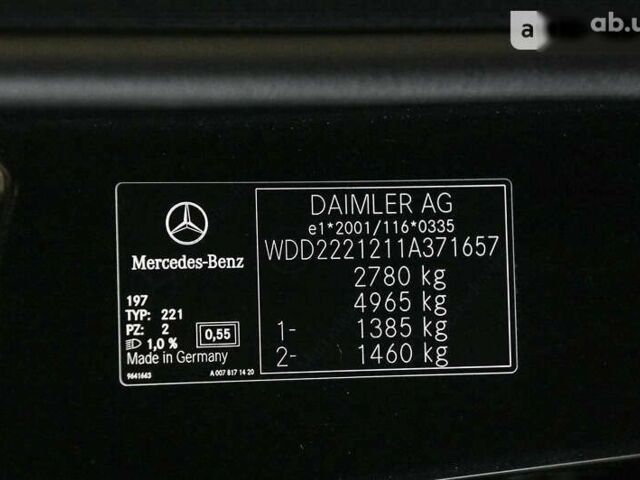 a ab.u
DAIMLER AG
e1*2001/116*0335
WDD2221211A371657
2780 kg
4965 kg
1- 1385 kg
2- 1460 kg
Mercedes-Benz
197
TYP: 221
PZ: 2
1,0 %
0,55
Made in Germany
9641663
A 007 817 14 20